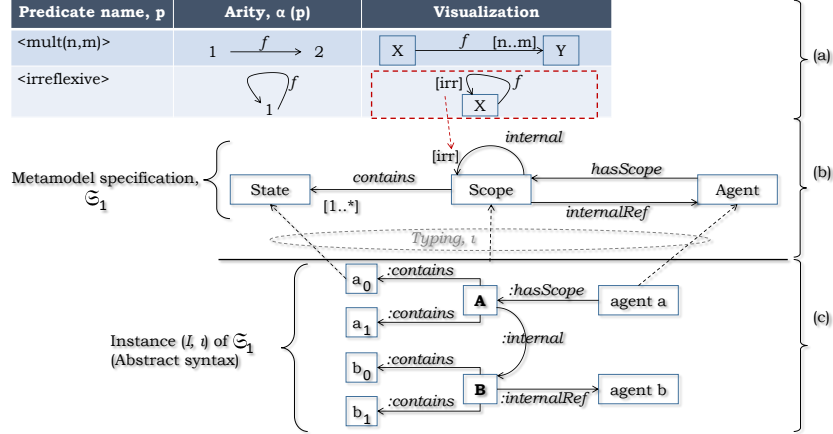 Predicate name, p Arity, α (p) Visualization
<mult(n,m)> 1 f 2 X f [n..m] Y
<irreflexive> 1 f [irr] X f
(a)
internal
[irr]
Metamodel specification,
𝔖1
State contains Scope hasScope Agent
[1..*] internalRef
(b)
Typing, ι
a0 :contains
A :hasScope agent a
a1 :contains
:internal
Instance (I, ι) of 𝔖1
(Abstract syntax)
b0 :contains
B :internalRef agent b
b1 :contains
(c)